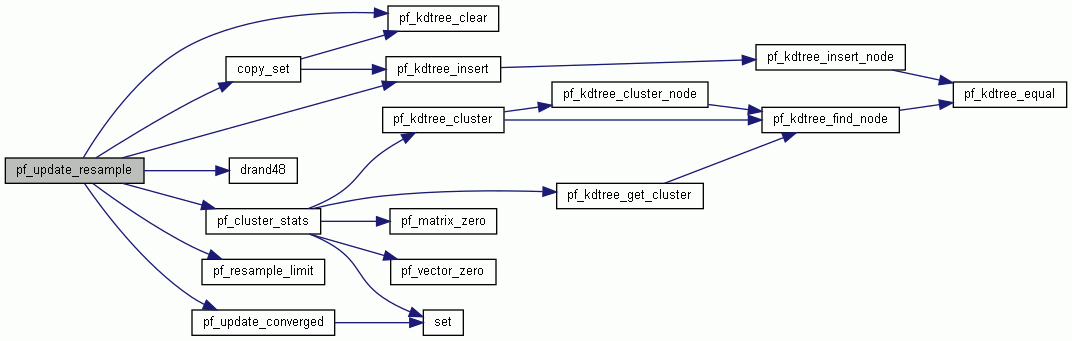 pf_kdtree_clear
pf_kdtree_insert_node
copy_set
pf_kdtree_insert
pf_kdtree_cluster_node
pf_kdtree_equal
pf_kdtree_cluster
pf_kdtree_find_node
pf_update_resample
drand48
pf_kdtree_get_cluster
pf_cluster_stats
pf_matrix_zero
pf_resample_limit
pf_vector_zero
pf_update_converged
set